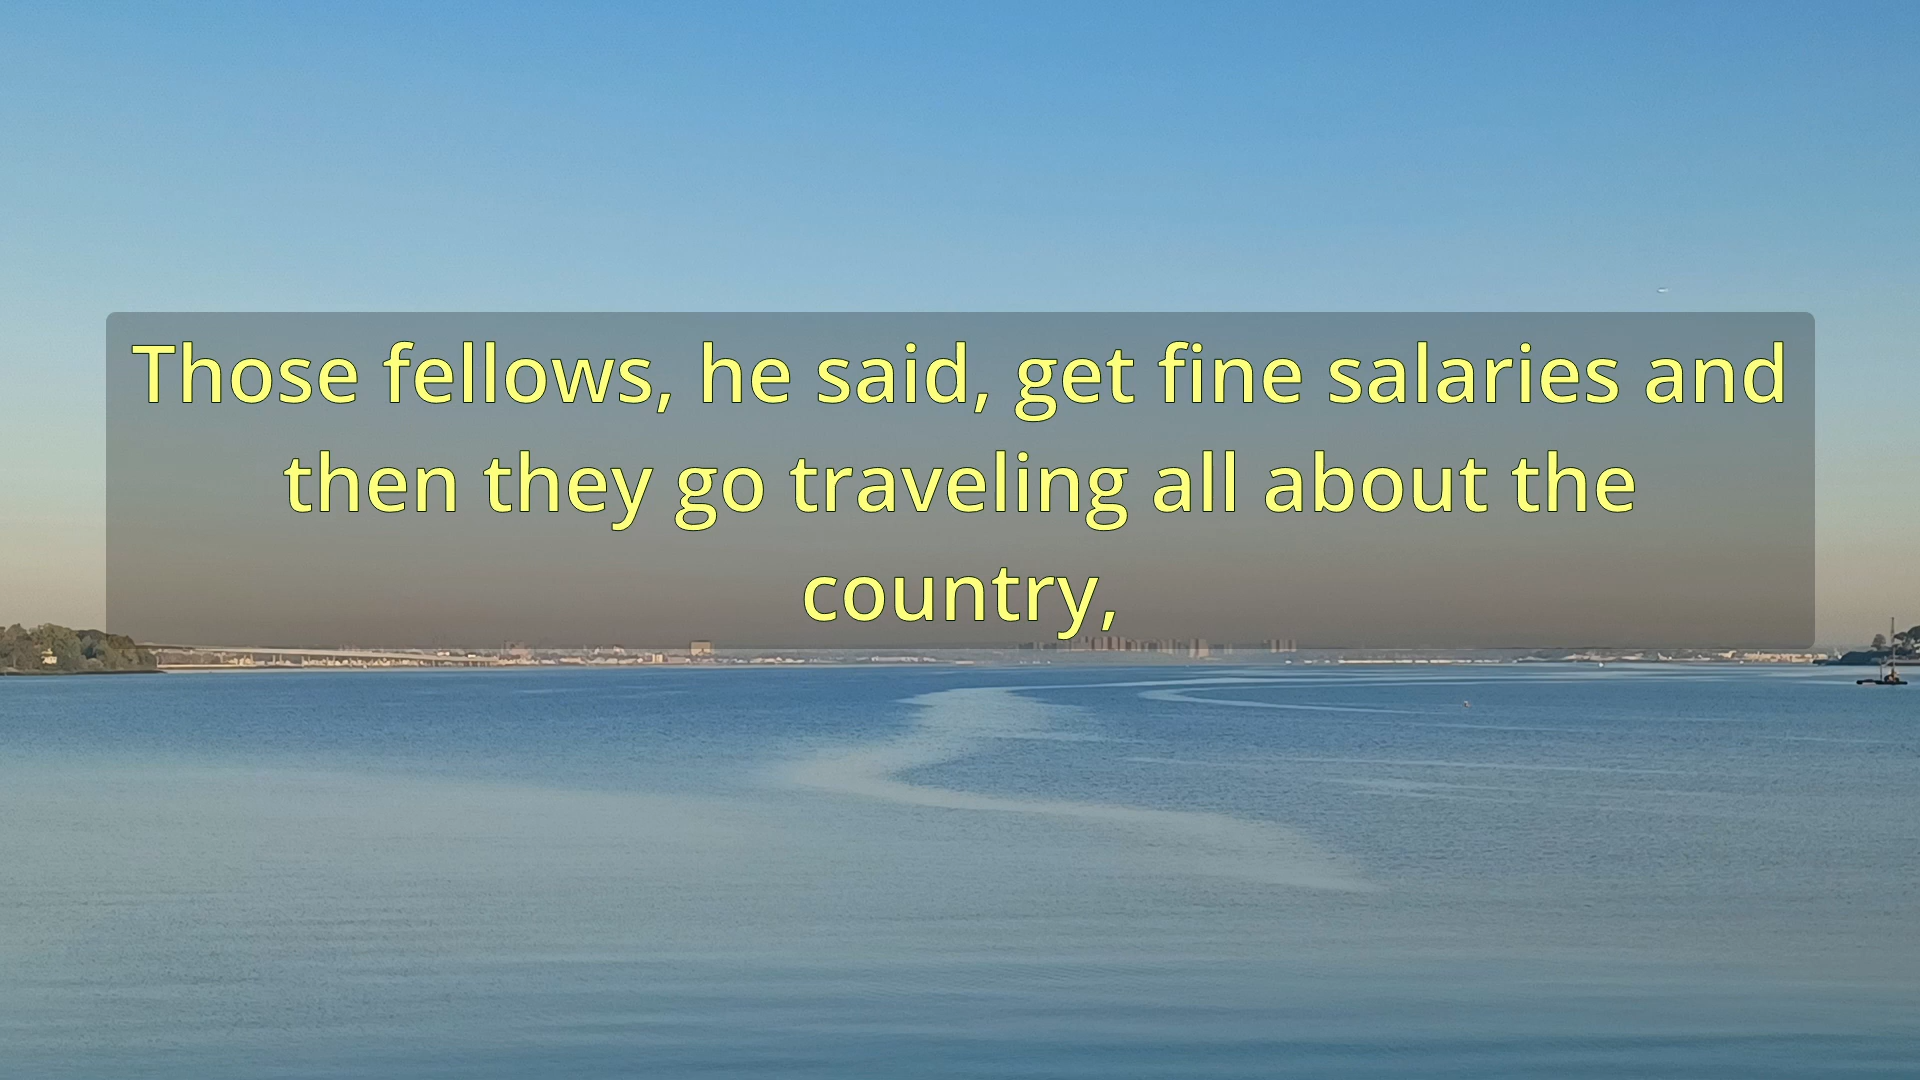 Those fellows, he said, get fine salaries and
then they go traveling all about the
country,